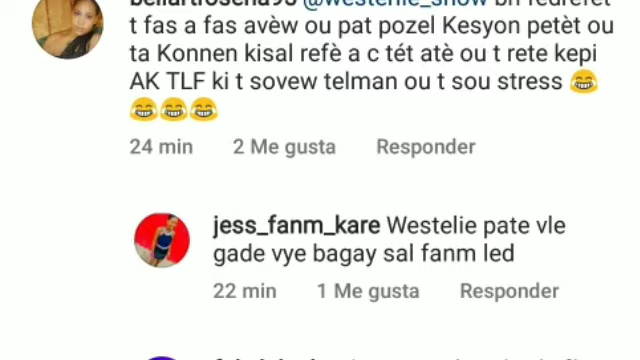 @westelie_show bn fedrefet
t fas a fas avèw ou pat pozel Kesyon petèt ou
ta Konnen kisal refè a c tét atè ou t rete kepi
AK TLF ki t sovew telman ou t sou stress 😂
😂😂😂
24 min 2 Me gusta Responder
jess_fanm_kare Westelie pate vle
gade vye bagay sal fanm led
22 min 1 Me gusta Responder